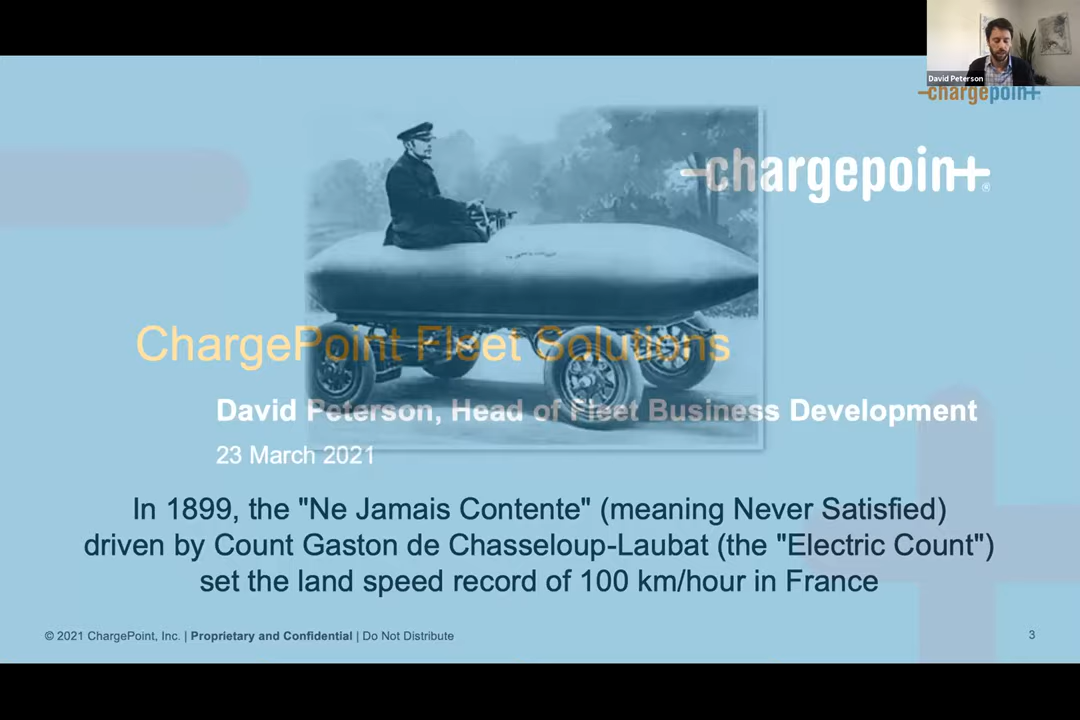 David Peterson
chargepoint
chargepoint®
ChargePoint Fleet Solutions
David Peterson, Head of Fleet Business Development
23 March 2021
In 1899, the "Ne Jamais Contente" (meaning Never Satisfied)
driven by Count Gaston de Chasseloup-Laubat (the "Electric Count")
set the land speed record of 100 km/hour in France
© 2021 ChargePoint, Inc. | Proprietary and Confidential | Do Not Distribute
3